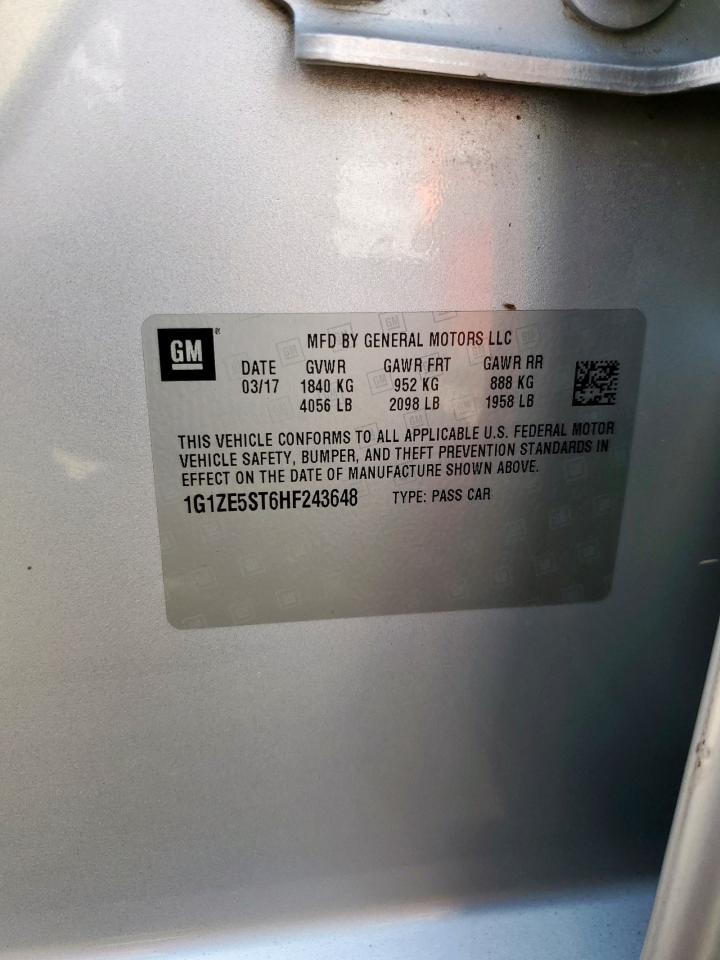 GM
MFD BY GENERAL MOTORS LLC
DATE GVWR GAWR FRT GAWR RR
03/17 1840 KG 952 KG 888 KG
4056 LB 2098 LB 1958 LB
THIS VEHICLE CONFORMS TO ALL APPLICABLE U.S. FEDERAL MOTOR
VEHICLE SAFETY, BUMPER, AND THEFT PREVENTION STANDARDS IN
EFFECT ON THE DATE OF MANUFACTURE SHOWN ABOVE.
1G1ZE5ST6HF243648 TYPE: PASS CAR